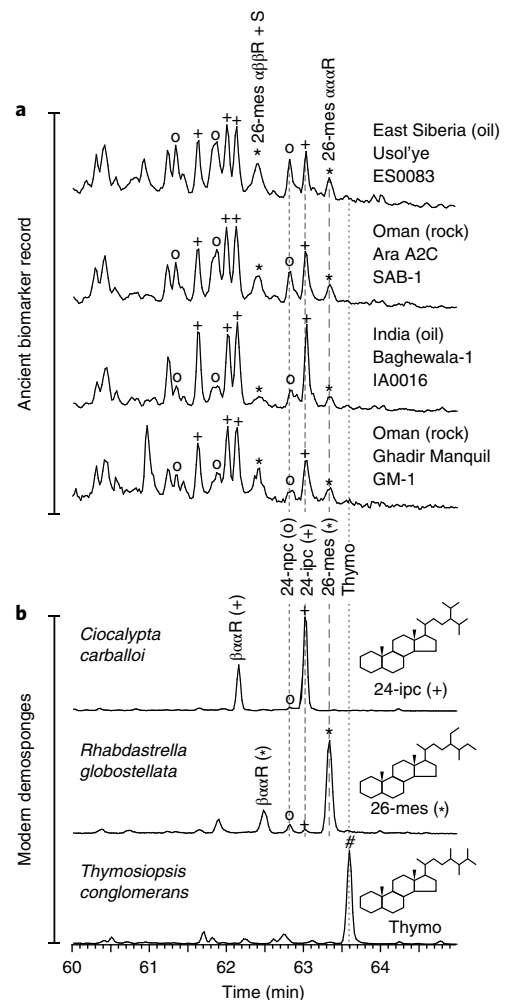 a
26-mes αββR + S
26-mes αααR
+ +
o + o * o + *
East Siberia (oil)
Usol'ye
ES0083
Ancient biomarker record
++
o + o * o + *
Oman (rock)
Ara A2C
SAB-1
+ +
o + o * o + *
India (oil)
Baghewala-1
IA0016
+ +
o + o * o + *
Oman (rock)
Ghadir Manquil
GM-1
24-npc (o)
24-ipc (+)
26-mes (*)
Thymo
b
Modern demosponges
Ciocalypta
carballoi
βααR (+)
o +
24-ipc (+)
Rhabdastrella
globostellata
βααR (*)
o + *
26-mes (*)
Thymosiopsis
conglomerans
#
Thymo
60 61 62 63 64
Time (min)